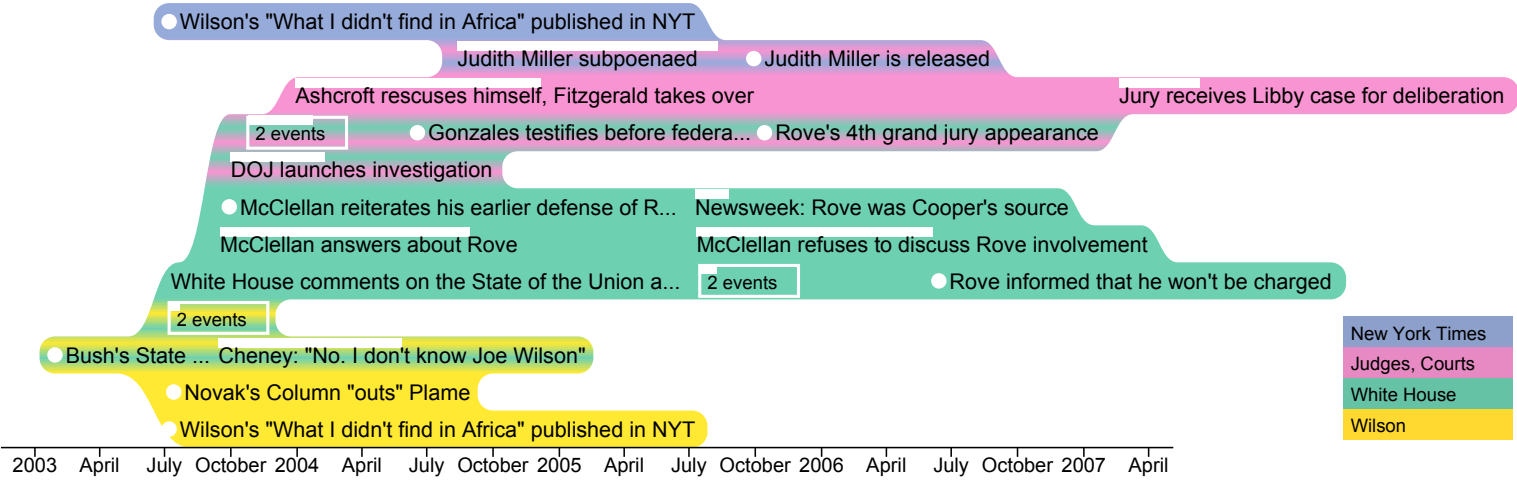 Wilson's "What I didn't find in Africa" published in NYT
Judith Miller subpoenaed Judith Miller is released
Ashcroft rescuses himself, Fitzgerald takes over Jury receives Libby case for deliberation
2 events Gonzales testifies before federa... Rove's 4th grand jury appearance
DOJ launches investigation
McClellan reiterates his earlier defense of R... Newsweek: Rove was Cooper's source
McClellan answers about Rove McClellan refuses to discuss Rove involvement
White House comments on the State of the Union a... 2 events Rove informed that he won't be charged
2 events
Bush's State ... Cheney: "No. I don't know Joe Wilson"
Novak's Column "outs" Plame
Wilson's "What I didn't find in Africa" published in NYT
New York Times
Judges, Courts
White House
Wilson
2003 April July October 2004 April July October 2005 April July October 2006 April July October 2007 April